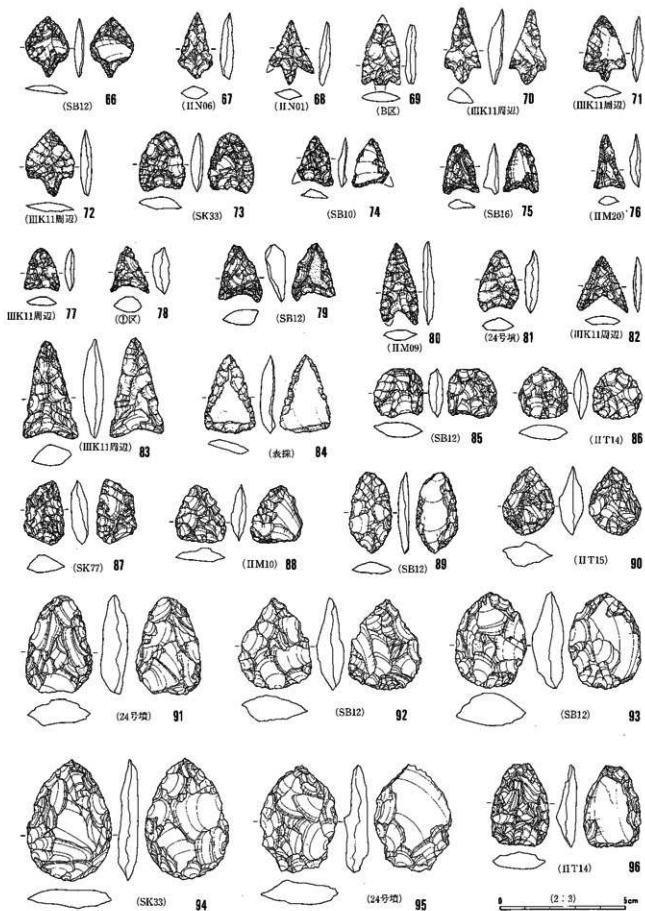 (SB12) 66
(IIN06) 67
(IIN01) 68
(B区) 69
(IIIK11周辺) 70
(IIIK11周辺) 71
(IIIK11周辺) 72
(SK33) 73
(SB10) 74
(SB16) 75
(IIM20) 76
IIIK11周辺) 77
(①区) 78
(SB12) 79
(IIM09) 80
(24号墳) 81
(IIIK11周辺) 82
(IIIK11周辺) 83
(表採) 84
(SB12) 85
(IIT14) 86
(SK77) 87
(IIM10) 88
(SB12) 89
(IIT15) 90
(24号墳) 91
(SB12) 92
(SB12) 93
(SK33) 94
(24号墳) 95
(IIT14) 96
(2:3)
0 5cm